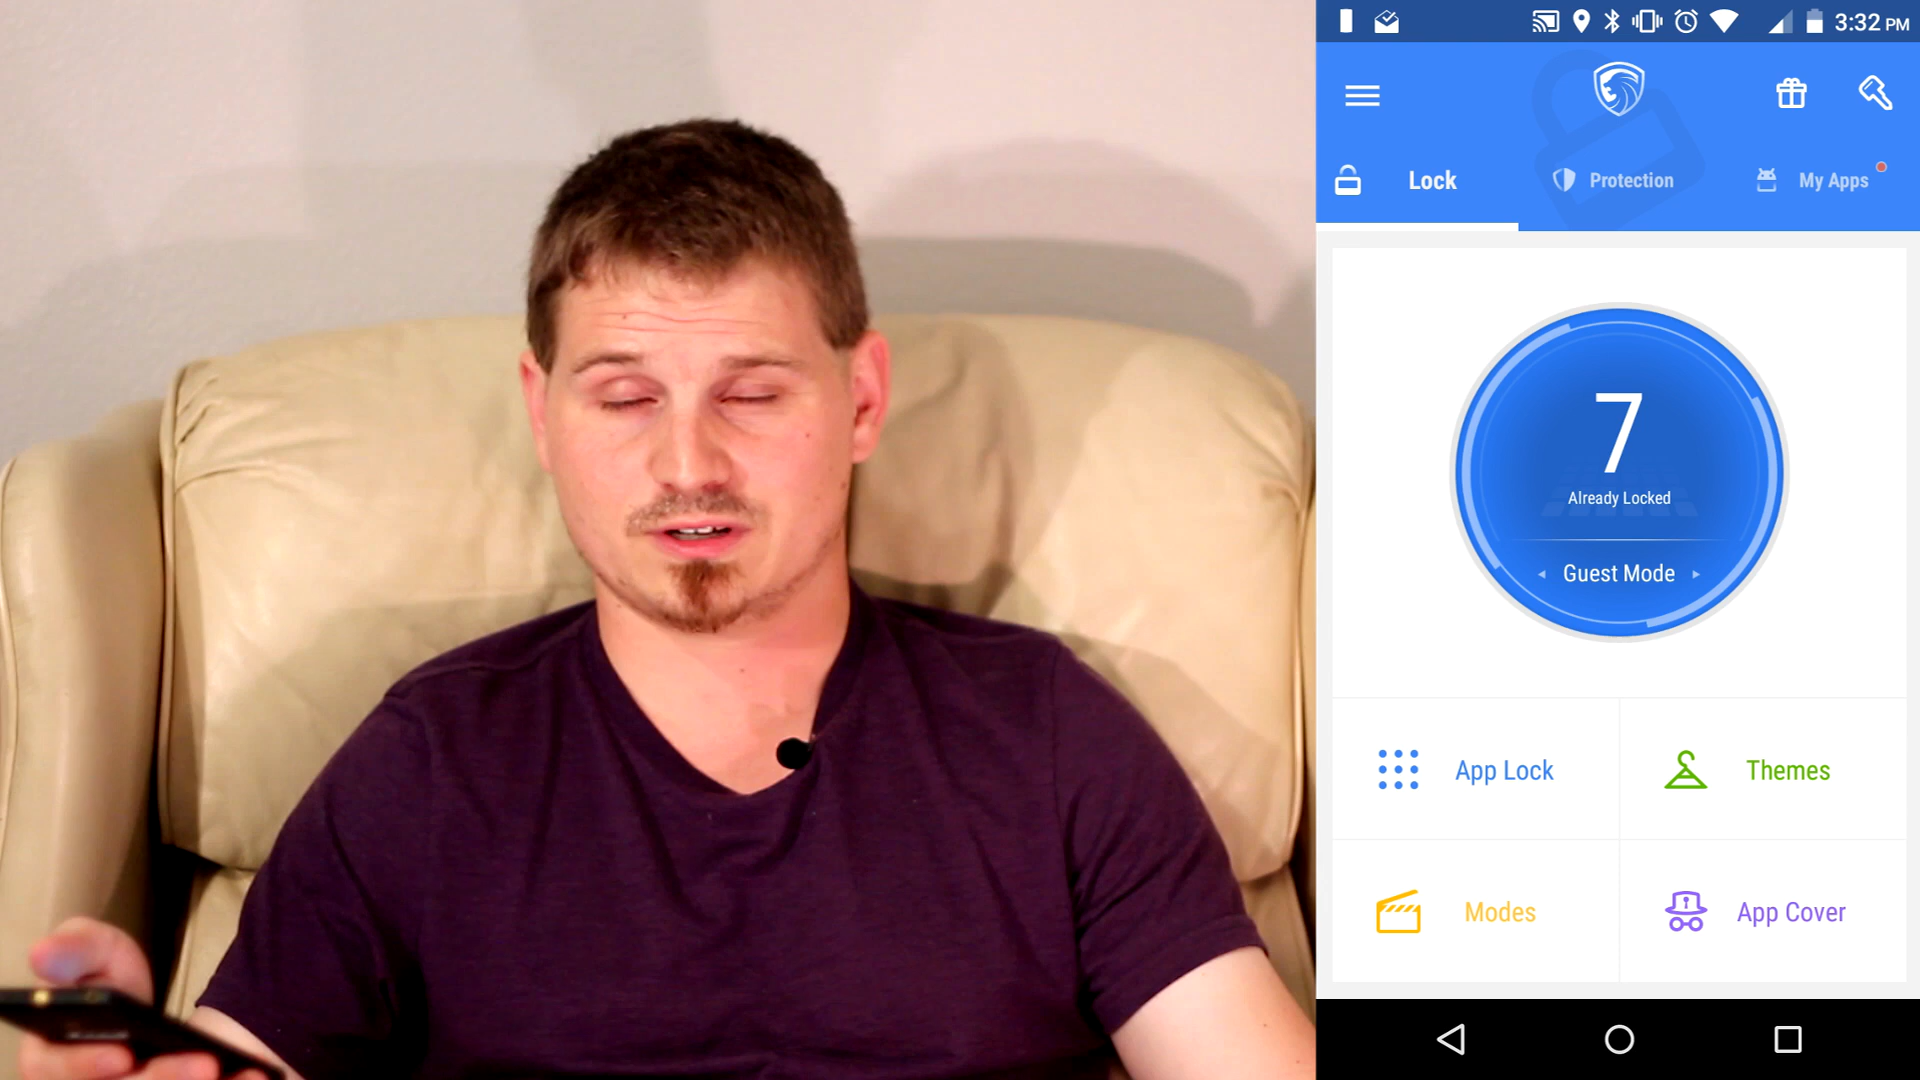 3:32 PM
Lock
Protection
My Apps
7
Already Locked
Guest Mode
App Lock
Themes
Modes
App Cover